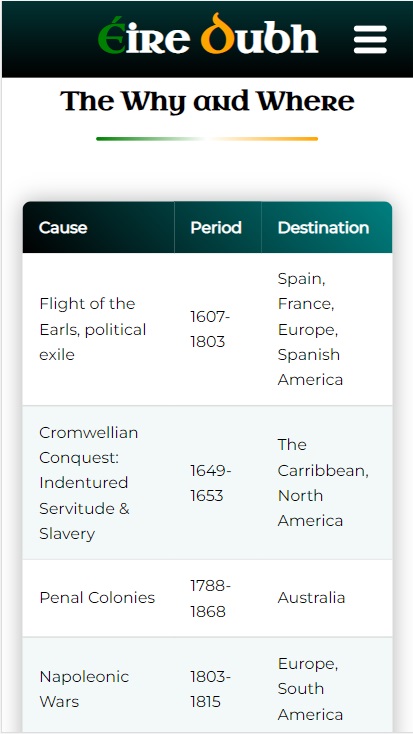 Éire Dubh
The Why and Where
Cause Period Destination
Flight of the
Earls, political
exile
1607-
1803
Spain,
France,
Europe,
Spanish
America
Cromwellian
Conquest:
Indentured
Servitude &
Slavery
1649-
1653
The
Carribbean,
North
America
Penal Colonies
1788-
1868
Australia
Napoleonic
Wars
1803-
1815
Europe,
South
America